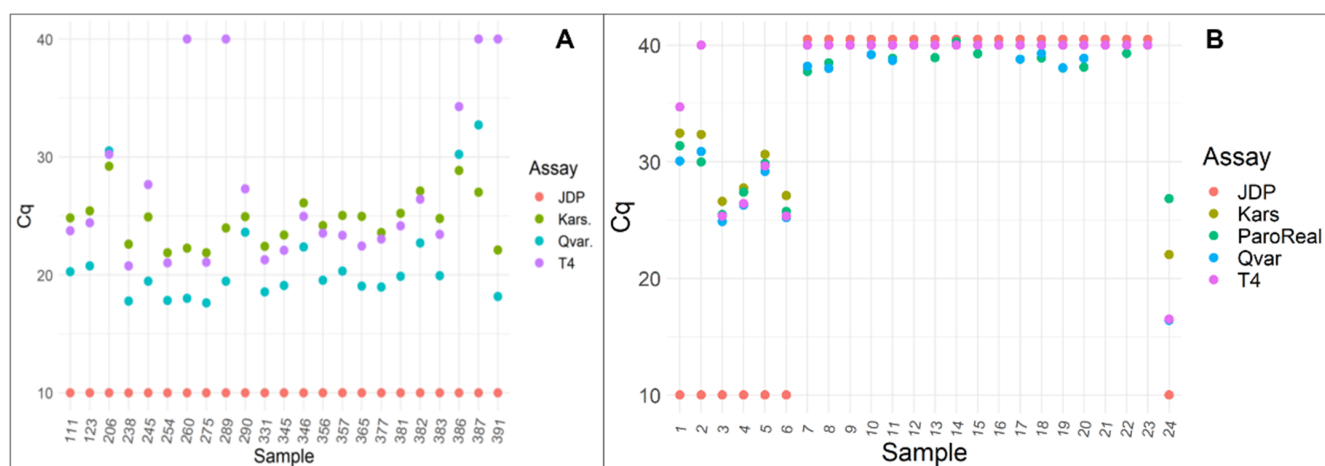 A
40
30
20
10
Cq
111 123 206 238 245 254 260 275 289 290 331 345 346 356 357 365 377 381 382 383 386 387 391
Sample
Assay
JDP
Kars.
Qvar.
T4
B
40
30
20
10
Cq
1 2 3 4 5 6 7 8 9 10 11 12 13 14 15 16 17 18 19 20 21 22 23 24
Sample
Assay
JDP
Kars
ParoReal
Qvar
T4